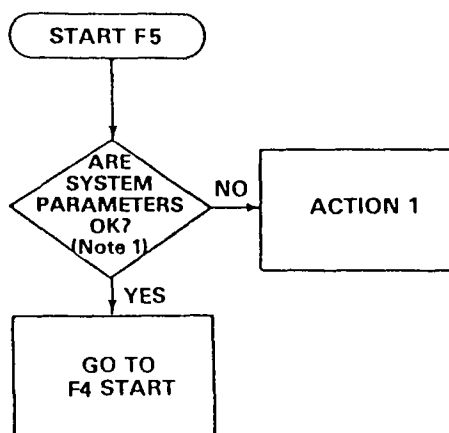 START F5
ARE
SYSTEM
PARAMETERS
OK?
(Note 1)
NO
ACTION 1
YES
GO TO
F4 START